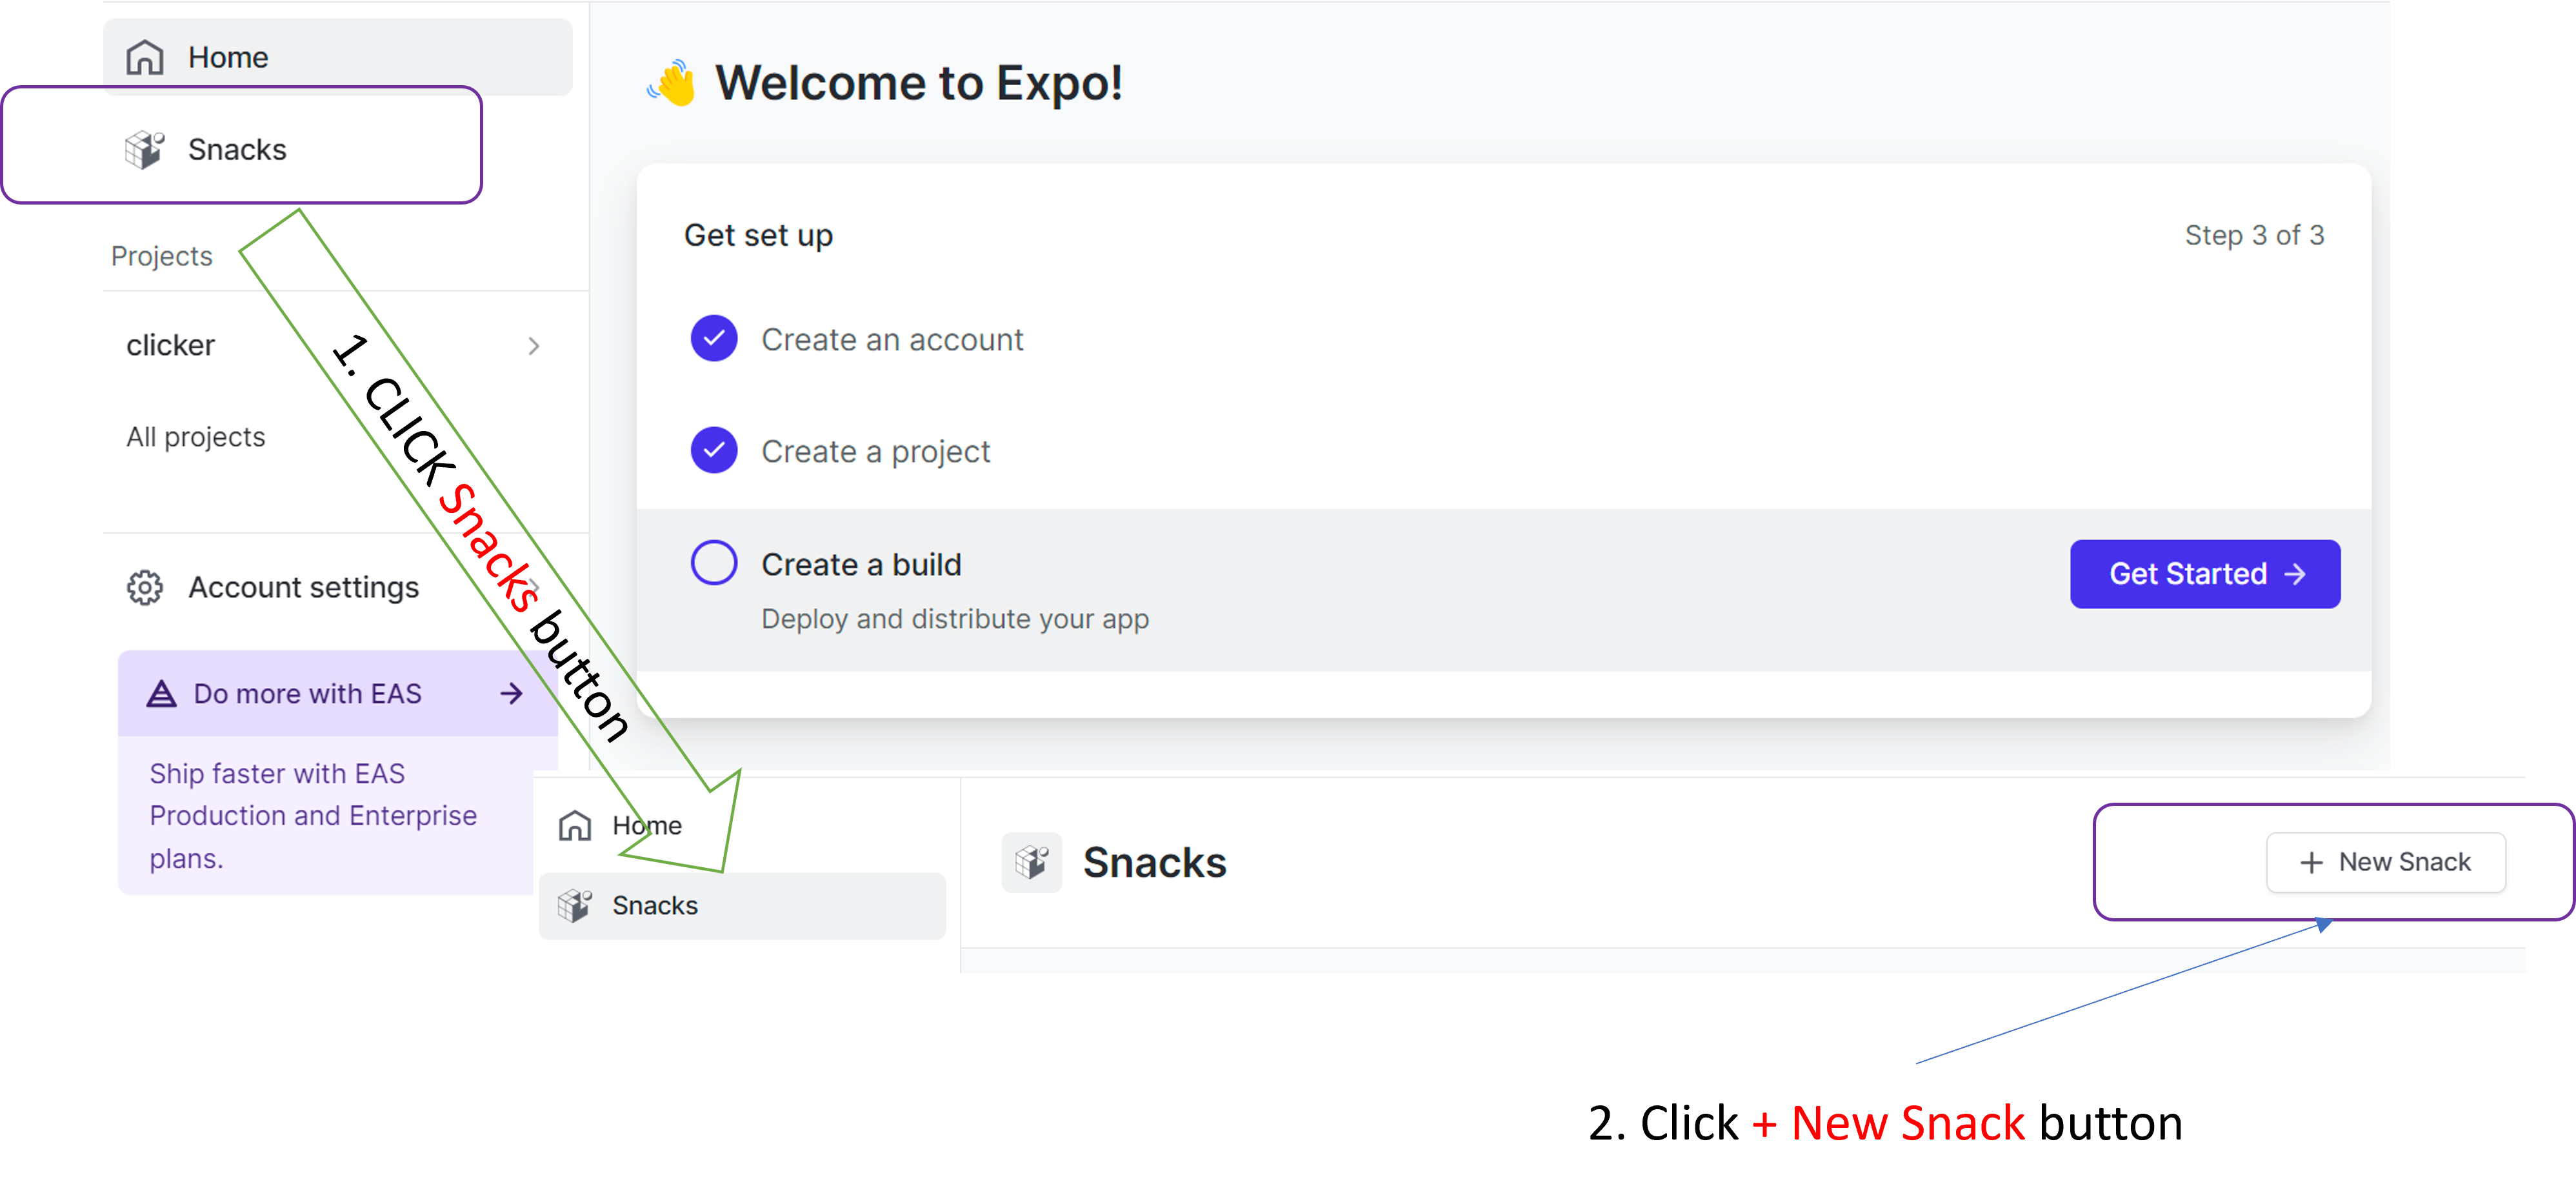 Home
Snacks
Projects
clicker
All projects
Account settings
Do more with EAS
Ship faster with EAS
Production and Enterprise
plans.
👋 Welcome to Expo!
Get set up
Step 3 of 3
Create an account
Create a project
Create a build
Deploy and distribute your app
Get Started →
1. CLICK Snacks button
Home
Snacks
Snacks
+ New Snack
2. Click + New Snack button